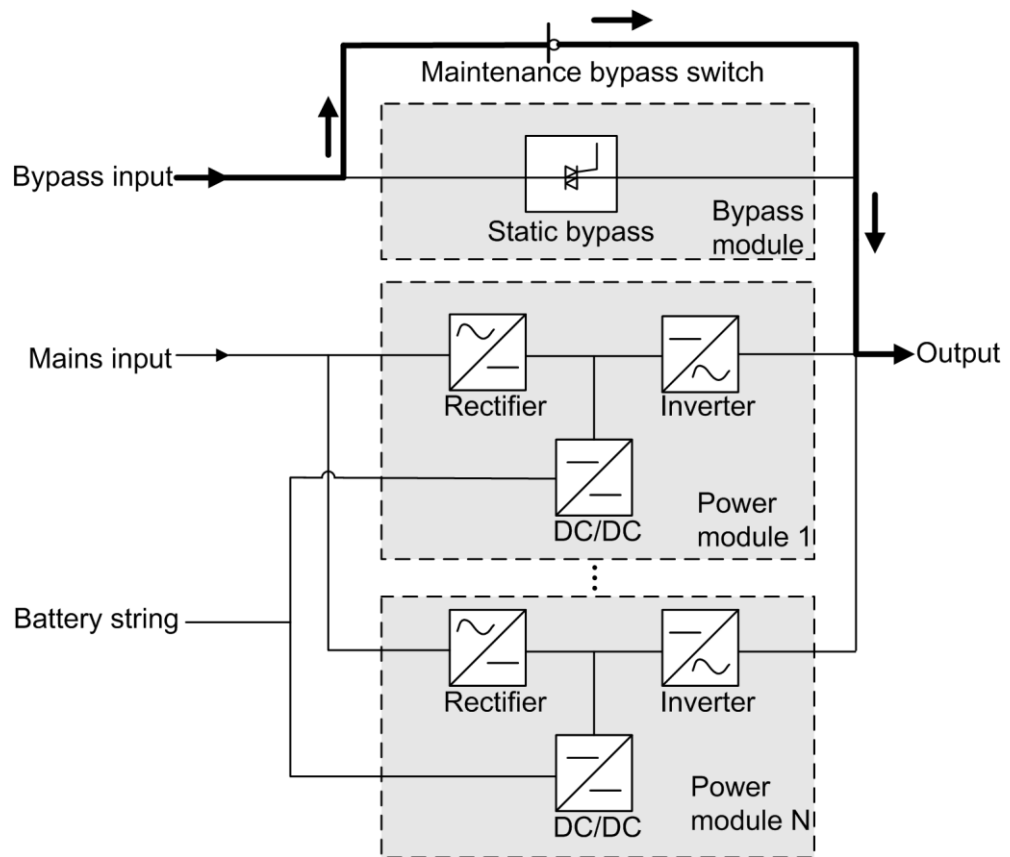 Maintenance bypass switch
Bypass input
Static bypass
Bypass
module
Mains input
Rectifier
Inverter
Output
DC/DC
Power
module 1
Battery string
Rectifier
Inverter
DC/DC
Power
module N